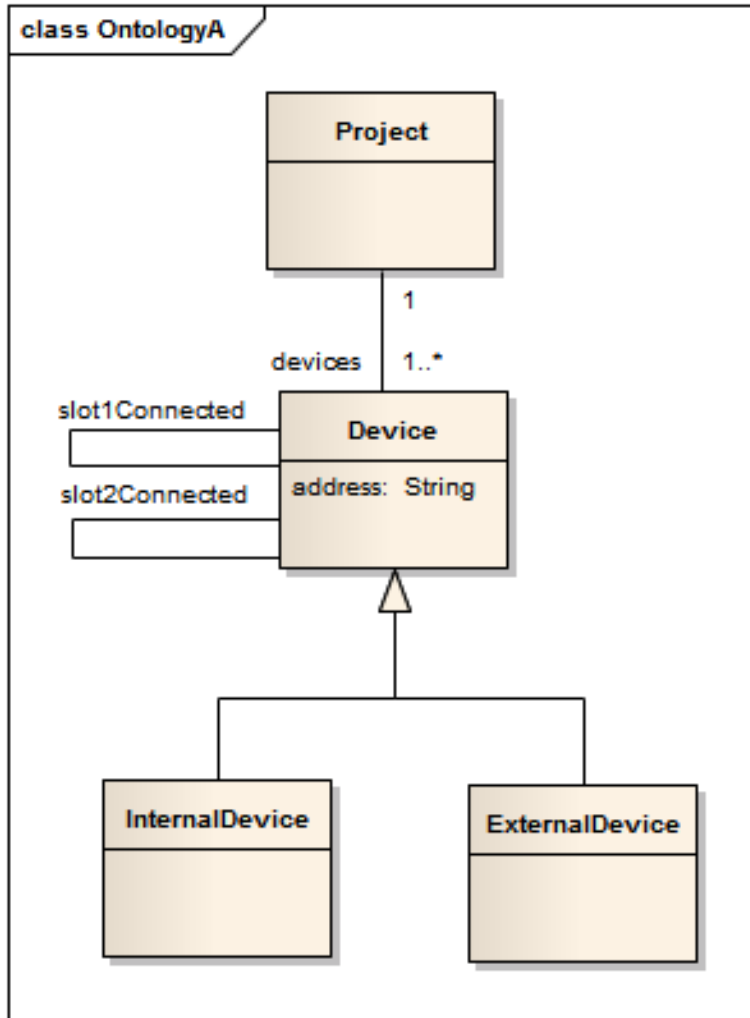 class OntologyA
Project
1
devices 1..*
slot1Connected
Device
slot2Connected
address: String
InternalDevice
ExternalDevice